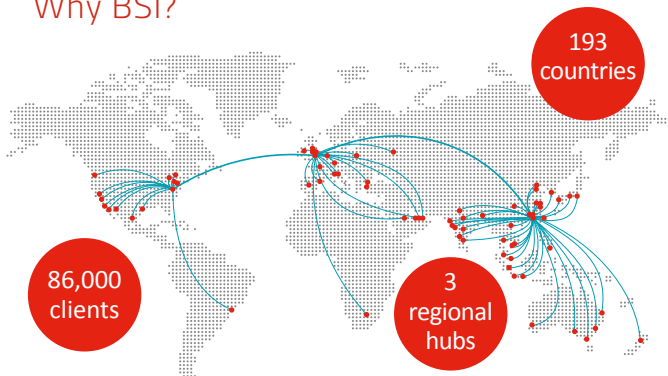 Why BSI?
193
countries
86,000
clients
3
regional
hubs